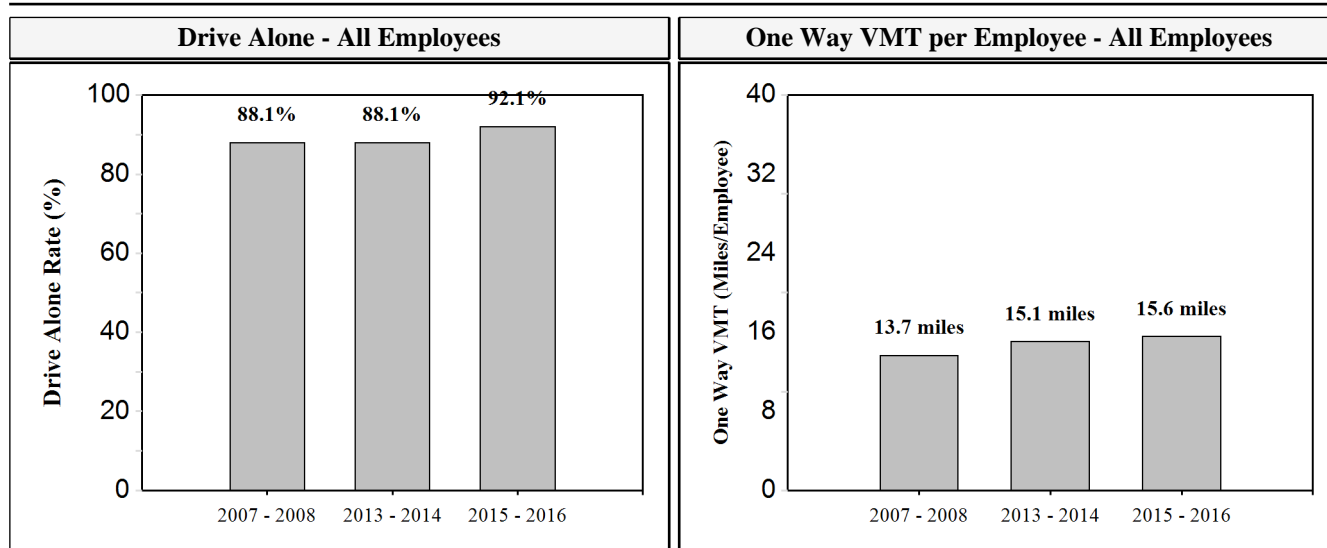 Drive Alone - All Employees
100
80
60
40
20
0
Drive Alone Rate (%)
88.1%
88.1%
92.1%
2007 - 2008
2013 - 2014
2015 - 2016
One Way VMT per Employee - All Employees
40
32
24
16
8
0
One Way VMT (Miles/Employee)
13.7 miles
15.1 miles
15.6 miles
2007 - 2008
2013 - 2014
2015 - 2016